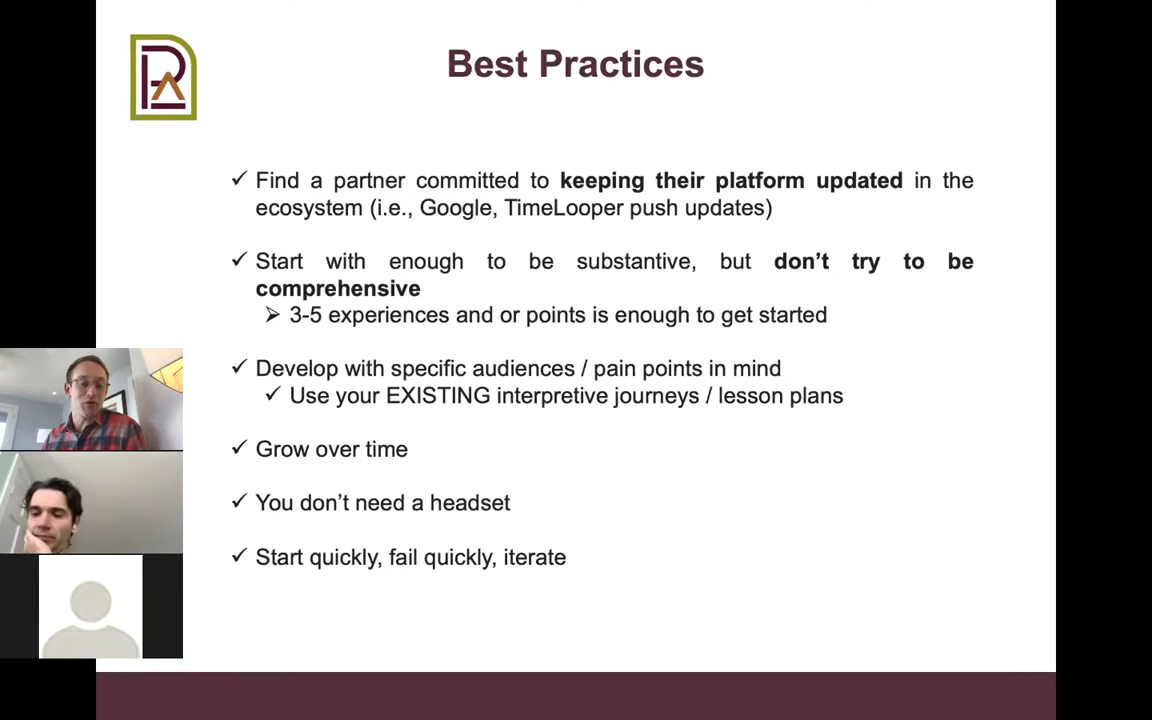 Best Practices
✓ Find a partner committed to keeping their platform updated in the
ecosystem (i.e., Google, TimeLooper push updates)
✓ Start with enough to be substantive, but don’t try to be
comprehensive
➢ 3-5 experiences and or points is enough to get started
✓ Develop with specific audiences / pain points in mind
✓ Use your EXISTING interpretive journeys / lesson plans
✓ Grow over time
✓ You don’t need a headset
✓ Start quickly, fail quickly, iterate